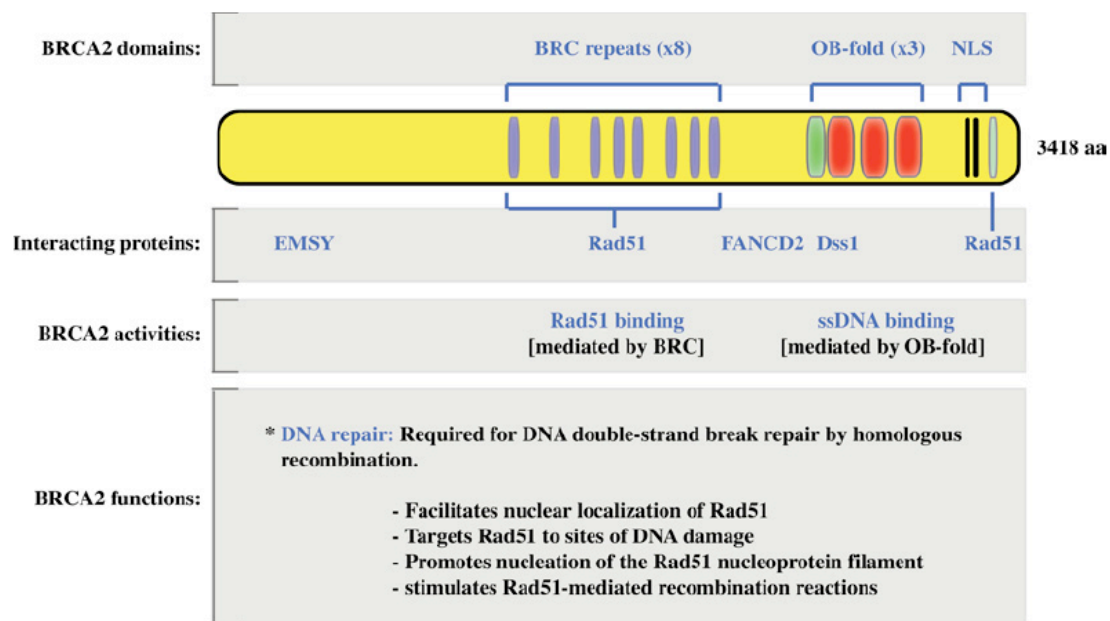 BRCA2 domains:
BRC repeats (x8) OB-fold (x3) NLS
3418 aa
Interacting proteins:
EMSY Rad51 FANCD2 Dss1 Rad51
BRCA2 activities:
Rad51 binding ssDNA binding
[mediated by BRC] [mediated by OB-fold]
BRCA2 functions:
* DNA repair: Required for DNA double-strand break repair by homologous
recombination.
- Facilitates nuclear localization of Rad51
- Targets Rad51 to sites of DNA damage
- Promotes nucleation of the Rad51 nucleoprotein filament
- stimulates Rad51-mediated recombination reactions